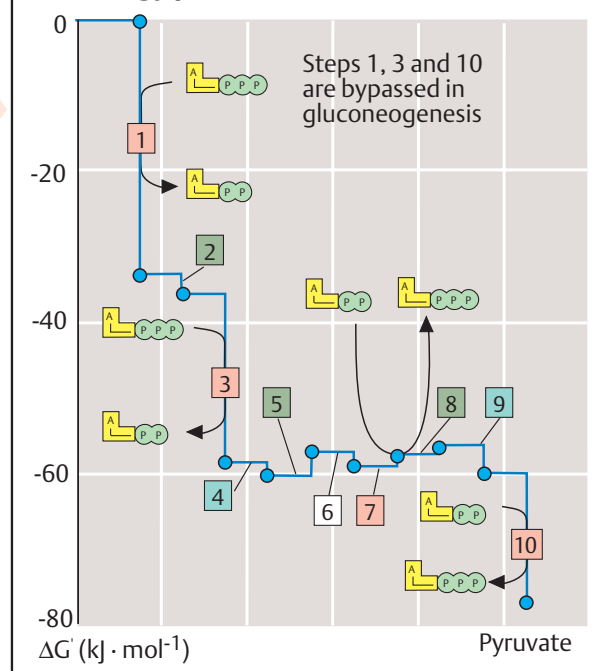 0
Steps 1, 3 and 10
are bypassed in
gluconeogenesis
A P P P
1
-20
A P P
2
A P P
A P P P
-40
A P P P
3
5
8
9
A P P
-60
4
6
7
A P P
10
A P P P
-80
ΔG' (kJ · mol-1)
Pyruvate